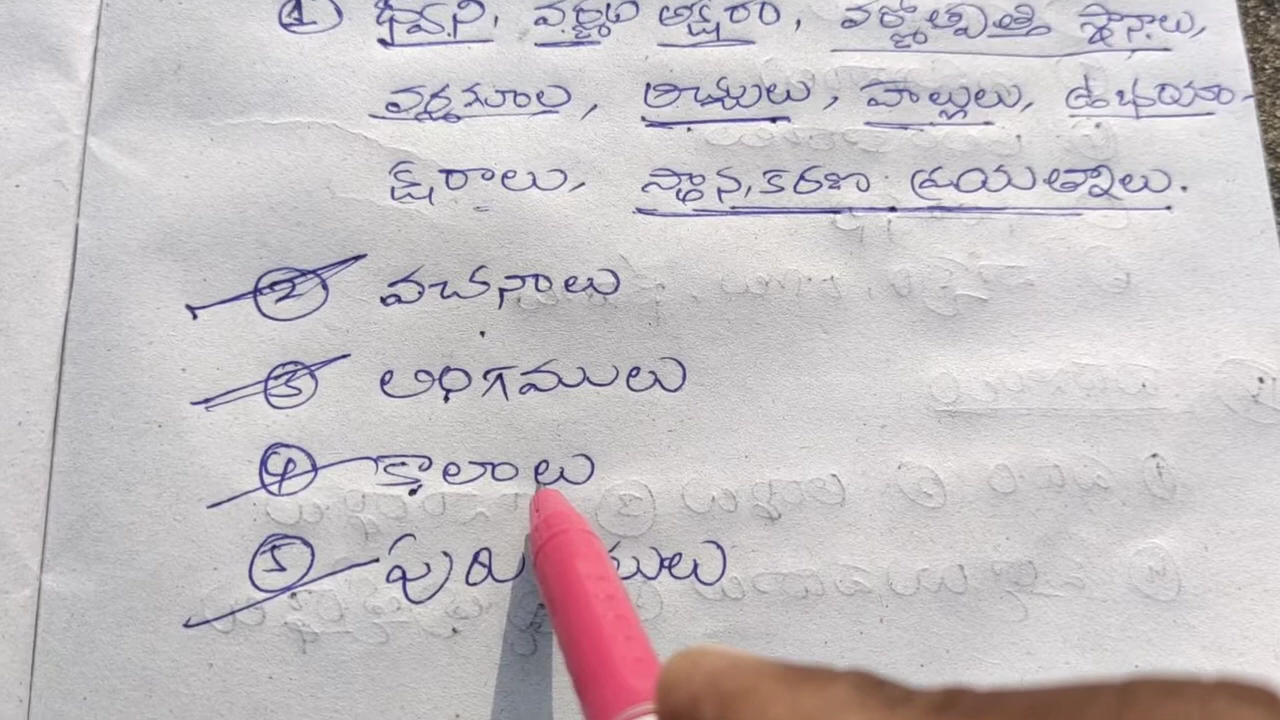 ① ధ్వని, వర్ణం అక్షరం, వర్ణోత్పత్తి స్థానాలు,
వర్ణమాల, అచ్చులు, హల్లులు, ఉభయా-
క్షరాలు, స్థాన, కరణ ప్రయత్నాలు.
② వచనాలు
③ లింగములు
④ కాలాలు
⑤